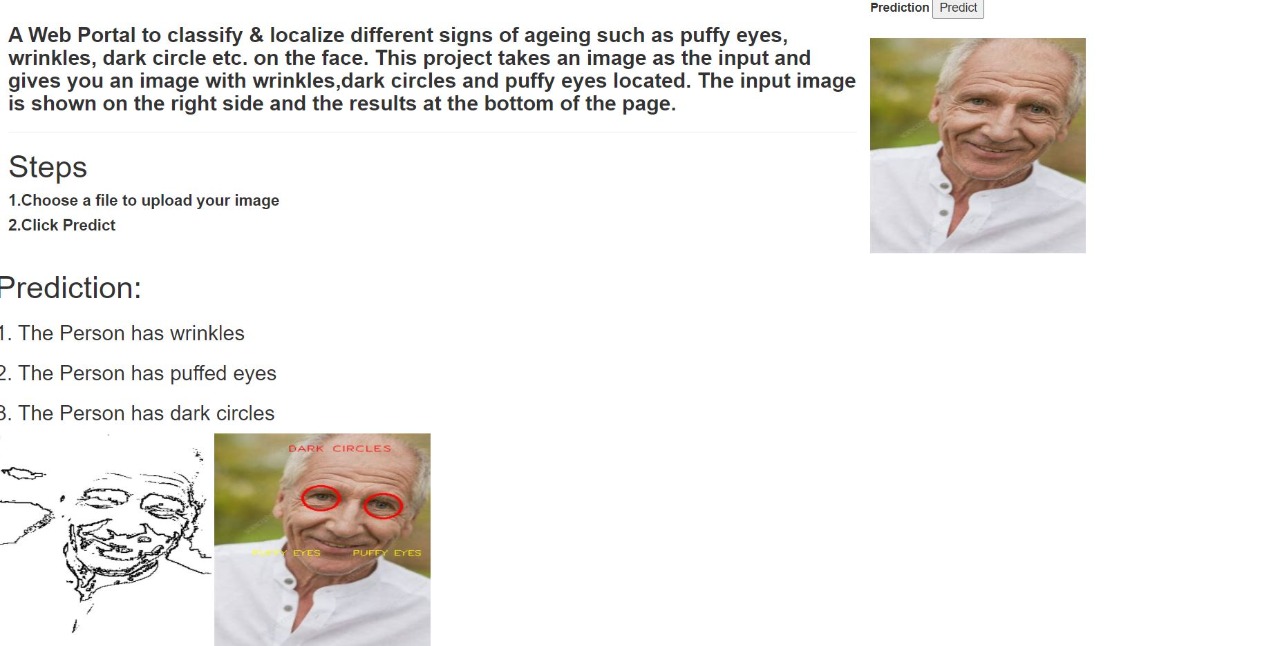 Prediction Predict
A Web Portal to classify & localize different signs of ageing such as puffy eyes,
wrinkles, dark circle etc. on the face. This project takes an image as the input and
gives you an image with wrinkles,dark circles and puffy eyes located. The input image
is shown on the right side and the results at the bottom of the page.
Steps
1.Choose a file to upload your image
2.Click Predict
Prediction:
1. The Person has wrinkles
2. The Person has puffed eyes
3. The Person has dark circles
DARK CIRCLES
PUFFY EYES PUFFY EYES